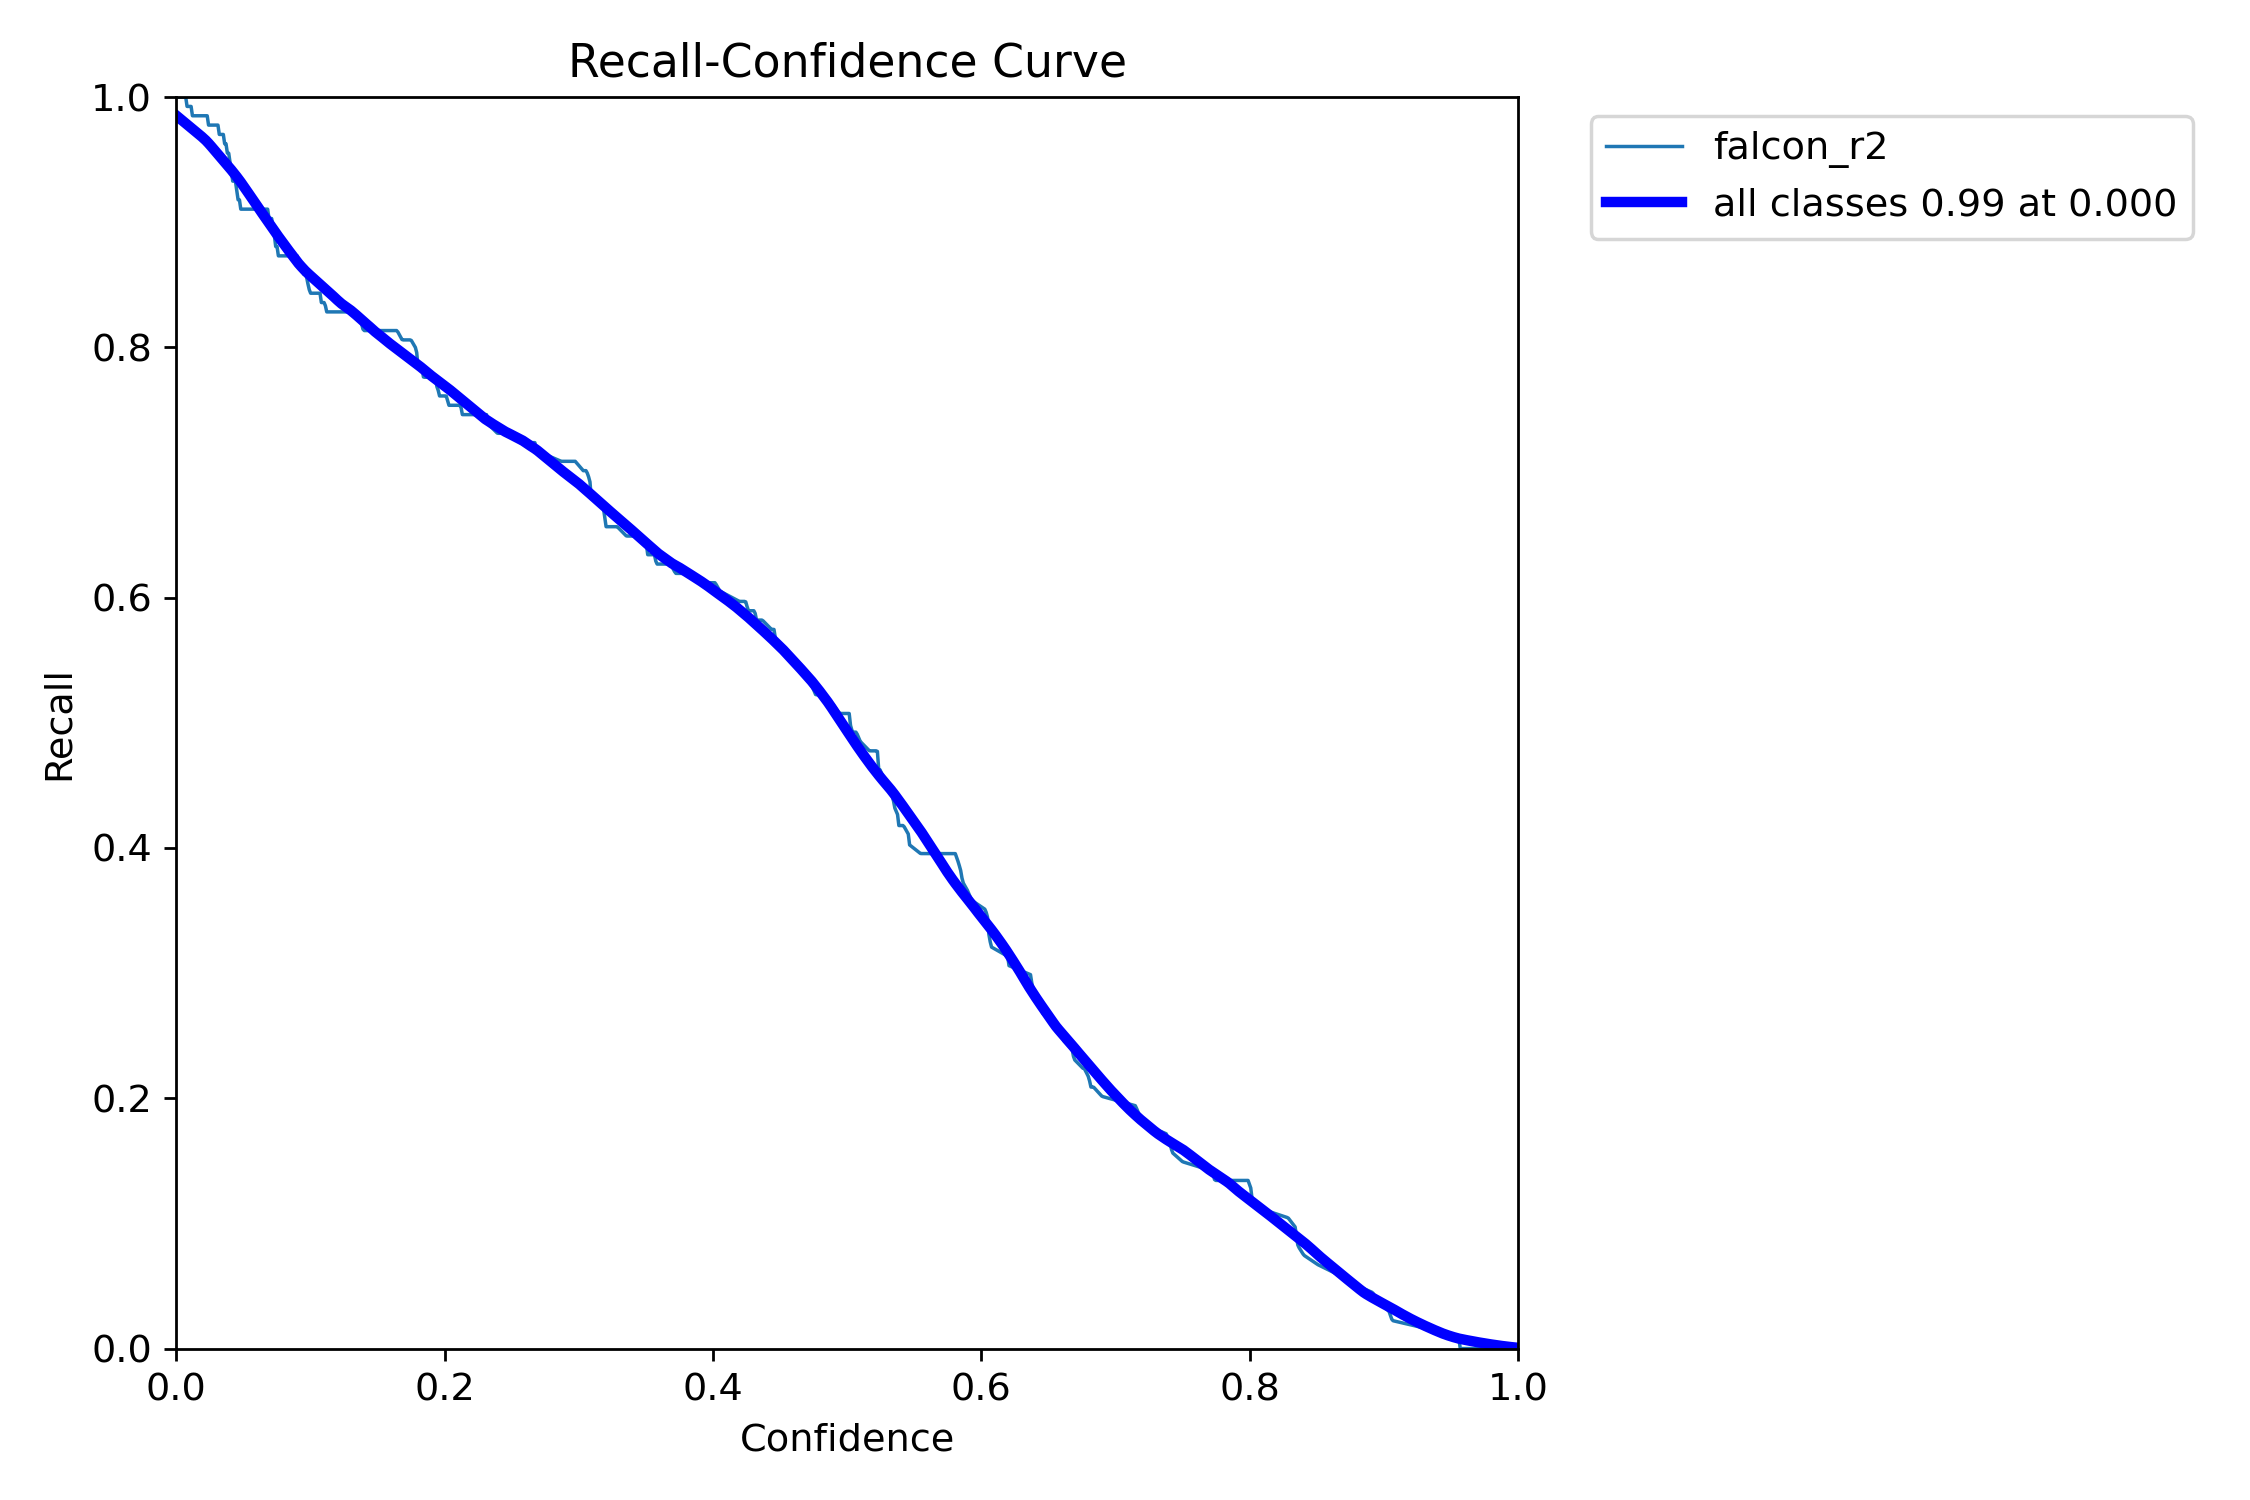 Recall-Confidence Curve
1.0
0.8
0.6
0.4
0.2
0.0
Recall
0.0 0.2 0.4 0.6 0.8 1.0
Confidence
falcon_r2
all classes 0.99 at 0.000